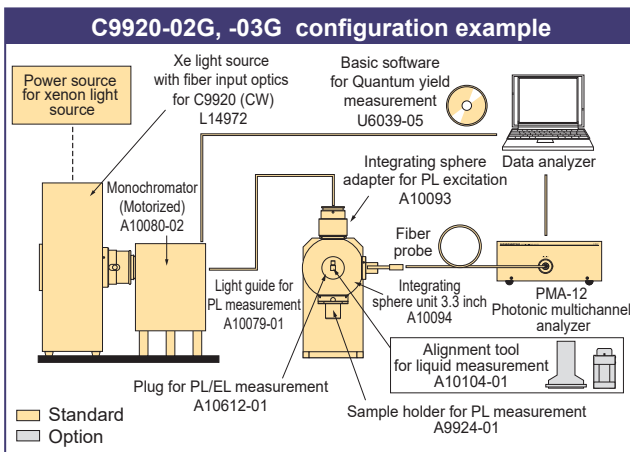 C9920-02G, -03G configuration example
Power source
for xenon light
source
Xe light source
with fiber input optics
for C9920 (CW)
L14972
Basic software
for Quantum yield
measurement
U6039-05
Data analyzer
Monochromator
(Motorized)
A10080-02
Integrating sphere
adapter for PL excitation
A10093
Fiber
probe
Light guide for
PL measurement
A10079-01
Integrating
sphere unit 3.3 inch
A10094
PMA-12
Photonic multichannel
analyzer
Alignment tool
for liquid measurement
A10104-01
Plug for PL/EL measurement
A10612-01
Sample holder for PL measurement
A9924-01
Standard
Option